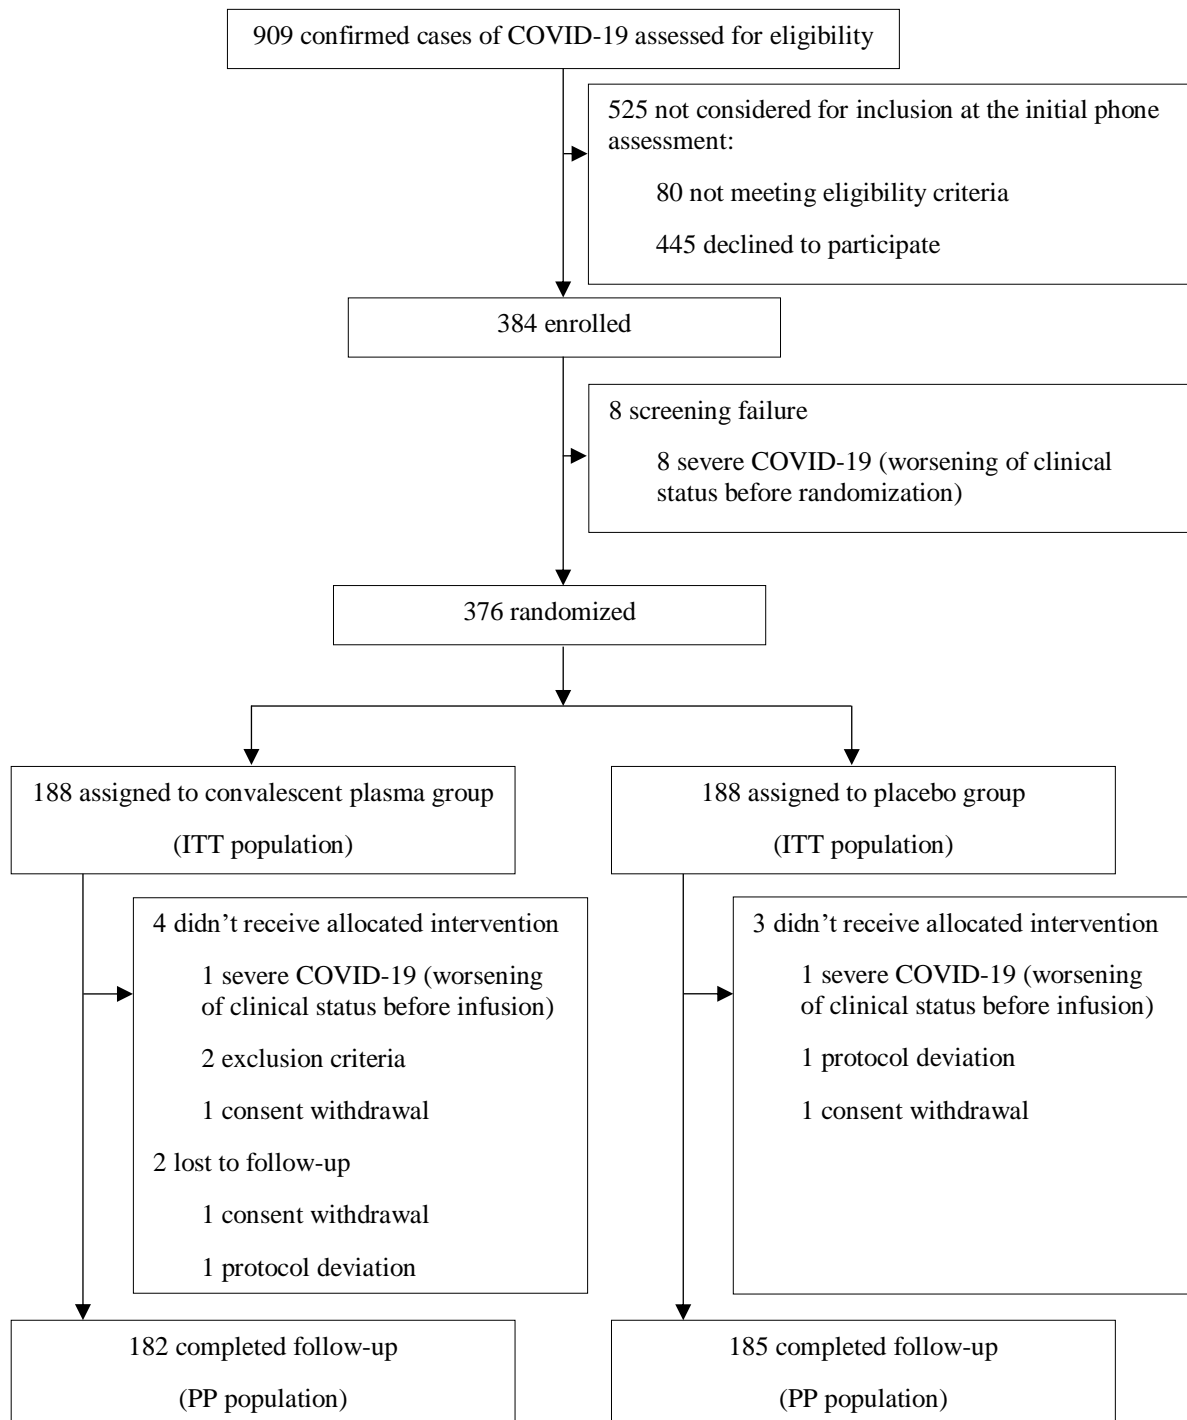 909 confirmed cases of COVID-19 assessed for eligibility
525 not considered for inclusion at the initial phone
assessment:
80 not meeting eligibility criteria
445 declined to participate
384 enrolled
8 screening failure
8 severe COVID-19 (worsening of clinical
status before randomization)
376 randomized
188 assigned to convalescent plasma group
(ITT population)
188 assigned to placebo group
(ITT population)
4 didn’t receive allocated intervention
1 severe COVID-19 (worsening
of clinical status before infusion)
2 exclusion criteria
1 consent withdrawal
2 lost to follow-up
1 consent withdrawal
1 protocol deviation
3 didn’t receive allocated intervention
1 severe COVID-19 (worsening
of clinical status before infusion)
1 protocol deviation
1 consent withdrawal
182 completed follow-up
(PP population)
185 completed follow-up
(PP population)